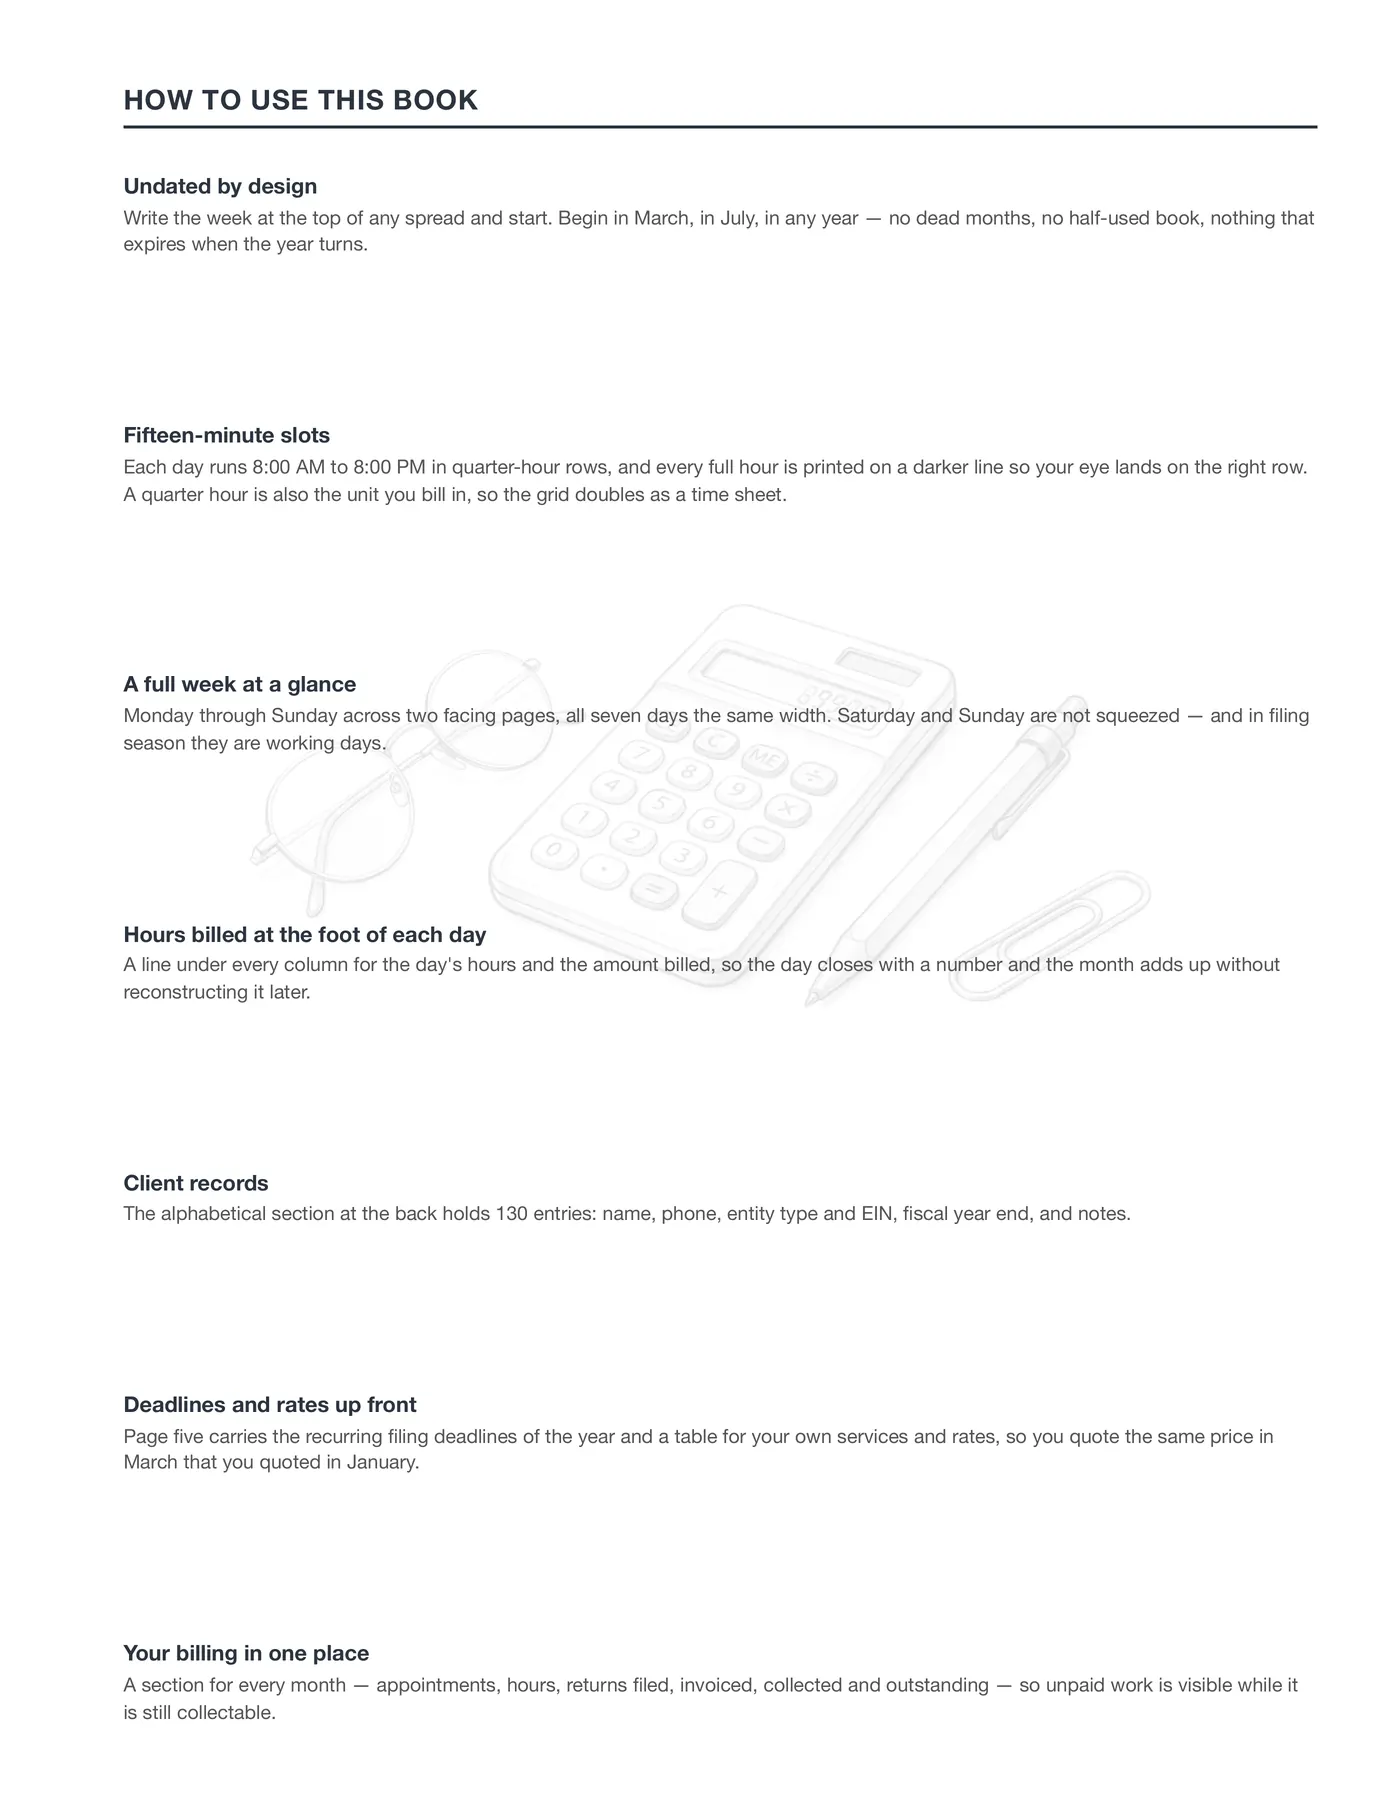 HOW TO USE THIS BOOK
Undated by design
Write the week at the top of any spread and start. Begin in March, in July, in any year — no dead months, no half-used book, nothing that
expires when the year turns.
Fifteen-minute slots
Each day runs 8:00 AM to 8:00 PM in quarter-hour rows, and every full hour is printed on a darker line so your eye lands on the right row.
A quarter hour is also the unit you bill in, so the grid doubles as a time sheet.
A full week at a glance
Monday through Sunday across two facing pages, all seven days the same width. Saturday and Sunday are not squeezed — and in filing
season they are working days.
C ME ÷
7 8 9 ×
4 5 6 −
1 2 3 +
0 . =
Hours billed at the foot of each day
A line under every column for the day's hours and the amount billed, so the day closes with a number and the month adds up without
reconstructing it later.
Client records
The alphabetical section at the back holds 130 entries: name, phone, entity type and EIN, fiscal year end, and notes.
Deadlines and rates up front
Page five carries the recurring filing deadlines of the year and a table for your own services and rates, so you quote the same price in
March that you quoted in January.
Your billing in one place
A section for every month — appointments, hours, returns filed, invoiced, collected and outstanding — so unpaid work is visible while it
is still collectable.